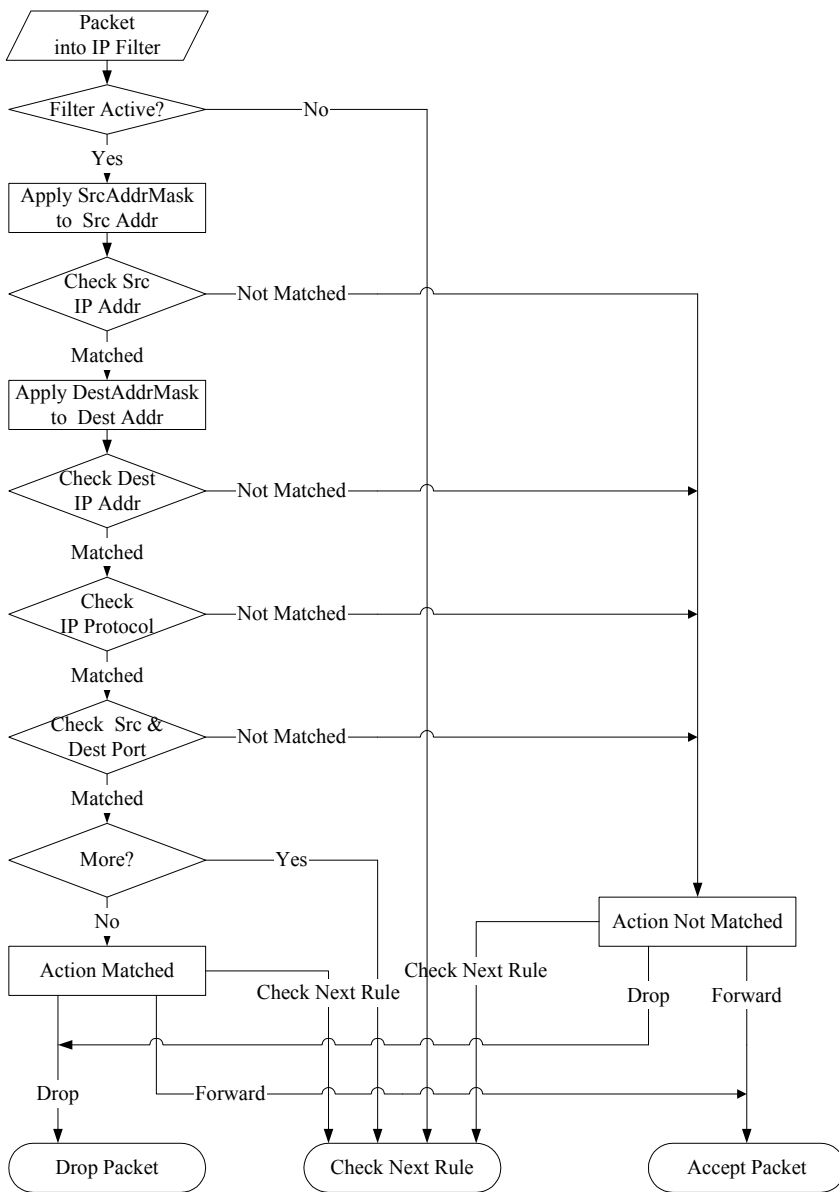 Packet
into IP Filter
Filter Active?
No
Yes
Apply SrcAddrMask
to Src Addr
Check Src
IP Addr
Not Matched
Matched
Apply DestAddrMask
to Dest Addr
Check Dest
IP Addr
Not Matched
Matched
Check
IP Protocol
Not Matched
Matched
Check Src &
Dest Port
Not Matched
Matched
More?
Yes
No
Action Not Matched
Action Matched
Check Next Rule
Check Next Rule
Drop
Forward
Drop
Forward
Drop Packet
Check Next Rule
Accept Packet